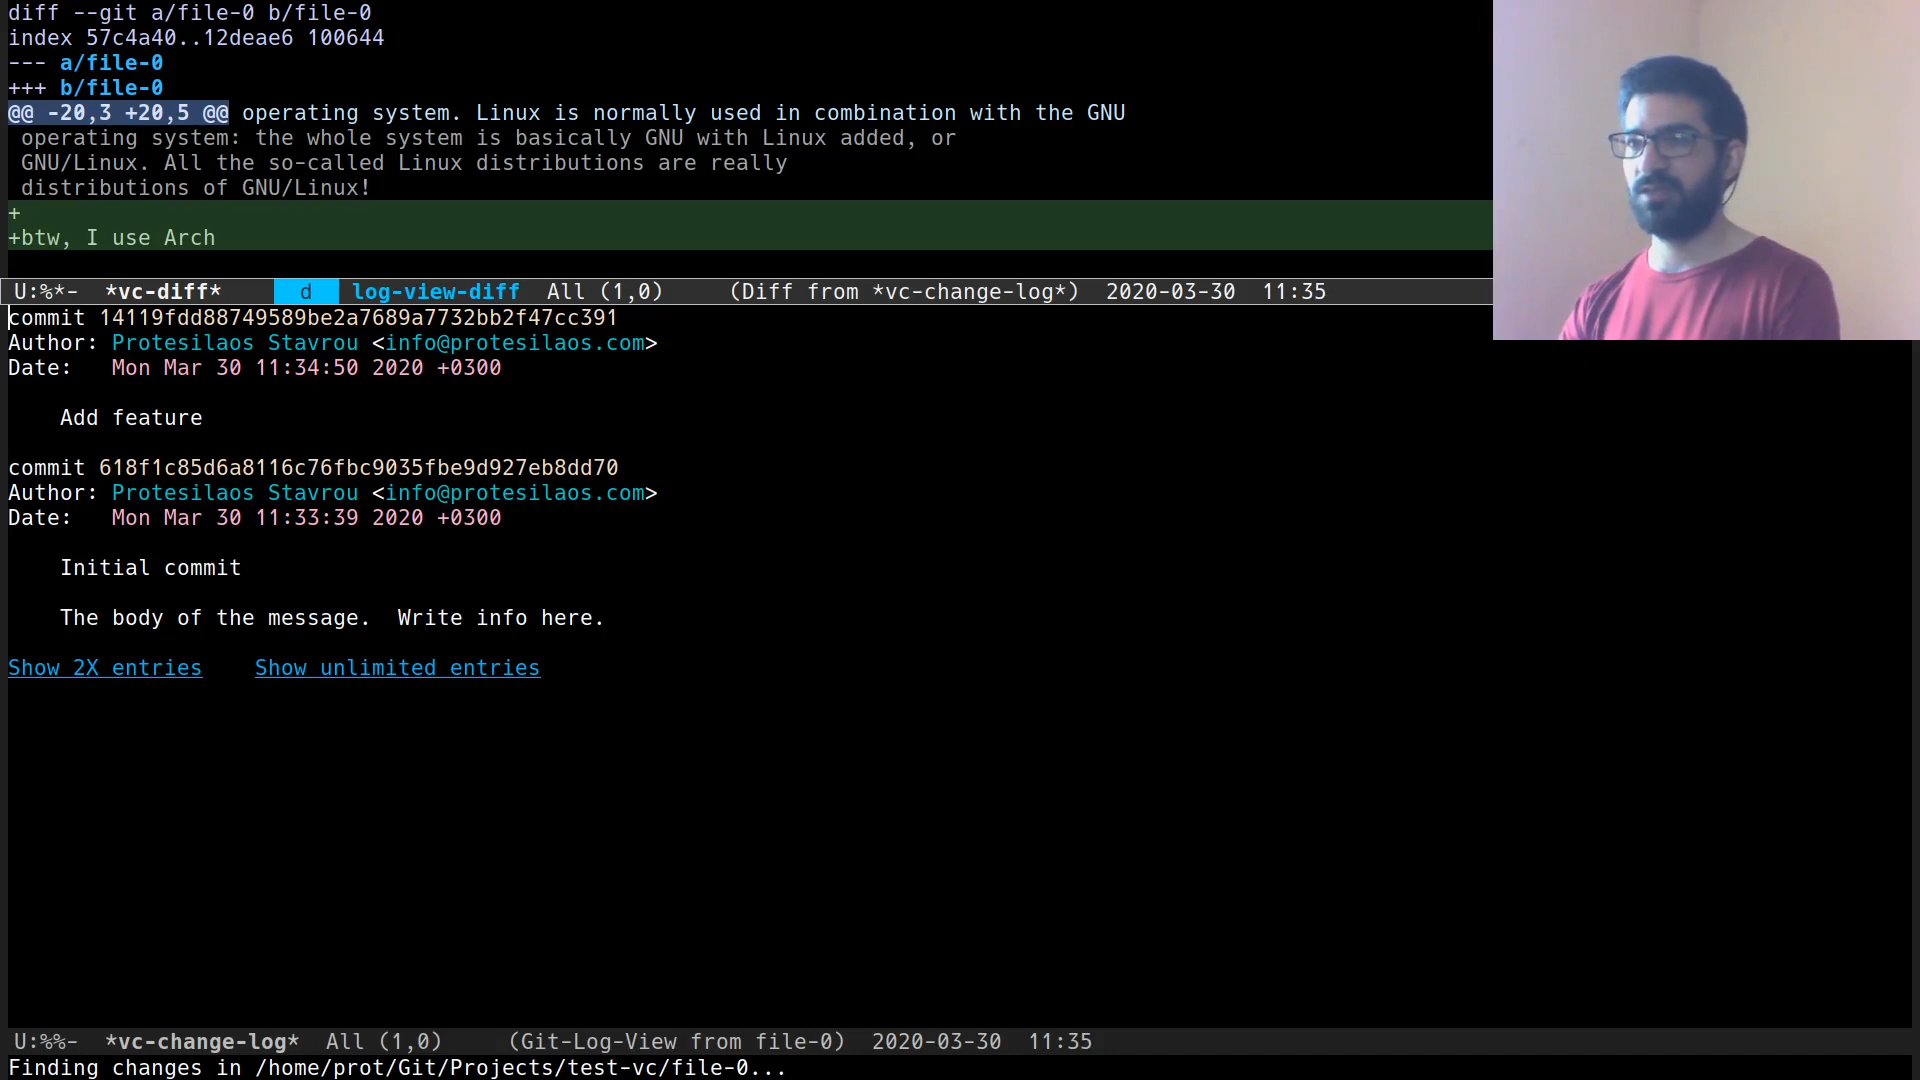 diff --git a/file-0 b/file-0
index 57c4a40..12deae6 100644
--- a/file-0
+++ b/file-0
@@ -20,3 +20,5 @@ operating system. Linux is normally used in combination with the GNU
 operating system: the whole system is basically GNU with Linux added, or
 GNU/Linux. All the so-called Linux distributions are really
 distributions of GNU/Linux!
+
+btw, I use Arch
U:%*-  *vc-diff*  d  log-view-diff  All (1,0)  (Diff from *vc-change-log*)  2020-03-30  11:35
commit 14119fdd88749589be2a7689a7732bb2f47cc391
Author: Protesilaos Stavrou <info@protesilaos.com>
Date:   Mon Mar 30 11:34:50 2020 +0300
    Add feature
commit 618f1c85d6a8116c76fbc9035fbe9d927eb8dd70
Author: Protesilaos Stavrou <info@protesilaos.com>
Date:   Mon Mar 30 11:33:39 2020 +0300
    Initial commit
    The body of the message.  Write info here.
Show 2X entries    Show unlimited entries
U:%%-  *vc-change-log*  All (1,0)  (Git-Log-View from file-0)  2020-03-30  11:35
Finding changes in /home/prot/Git/Projects/test-vc/file-0...